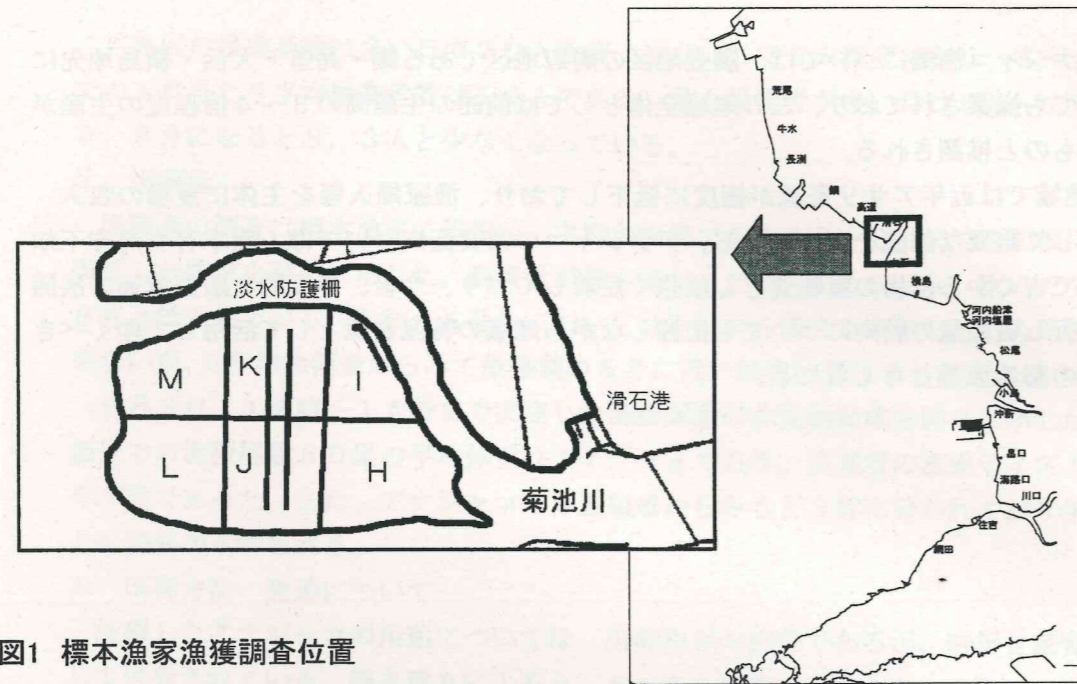 荒尾
牛水
長洲
鍋
高道
滑石
横島
河内船津
河内塩屋
松尾
小島
沖新
畠口
海路口
川口
住吉
網田
淡水防護柵
M
K
I
L
J
H
滑石港
菊池川
図1 標本漁家漁獲調査位置